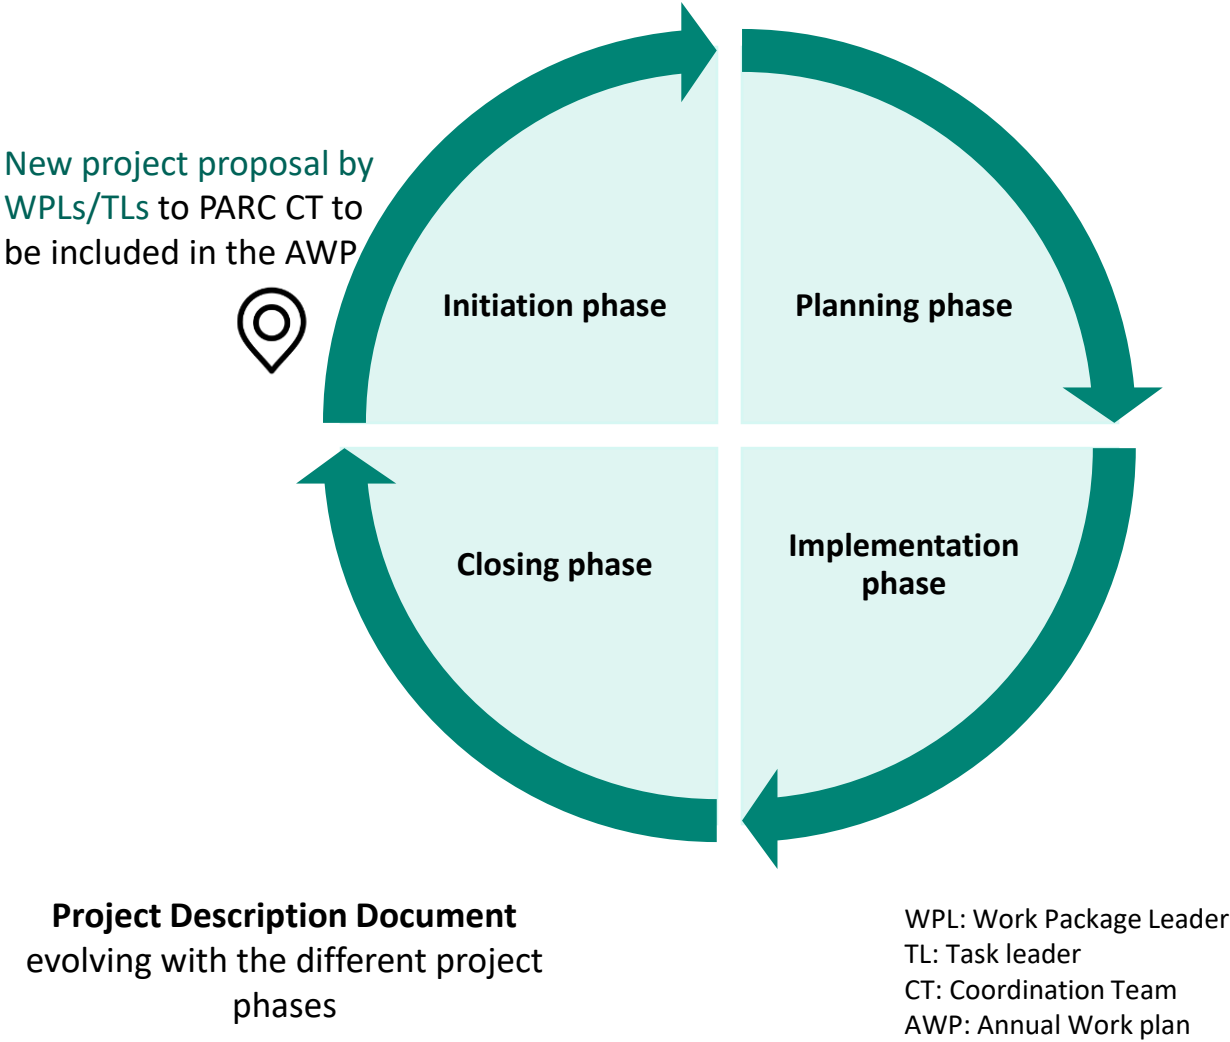 New project proposal by
WPLs/TLs to PARC CT to
be included in the AWP
Initiation phase
Planning phase
Closing phase
Implementation
phase
Project Description Document
evolving with the different project
phases
WPL: Work Package Leader
TL: Task leader
CT: Coordination Team
AWP: Annual Work plan